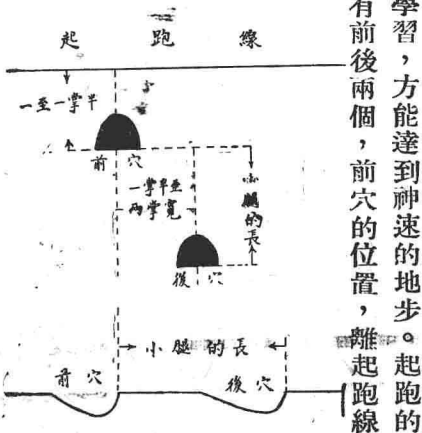 學習，方能達到神速的地步。起跑的
有前後兩個，前穴的位置，離起跑線
起跑線
一至一掌半
前穴
一掌半至
兩掌寬
小腿的長
後穴
小腿的長
前穴
後穴